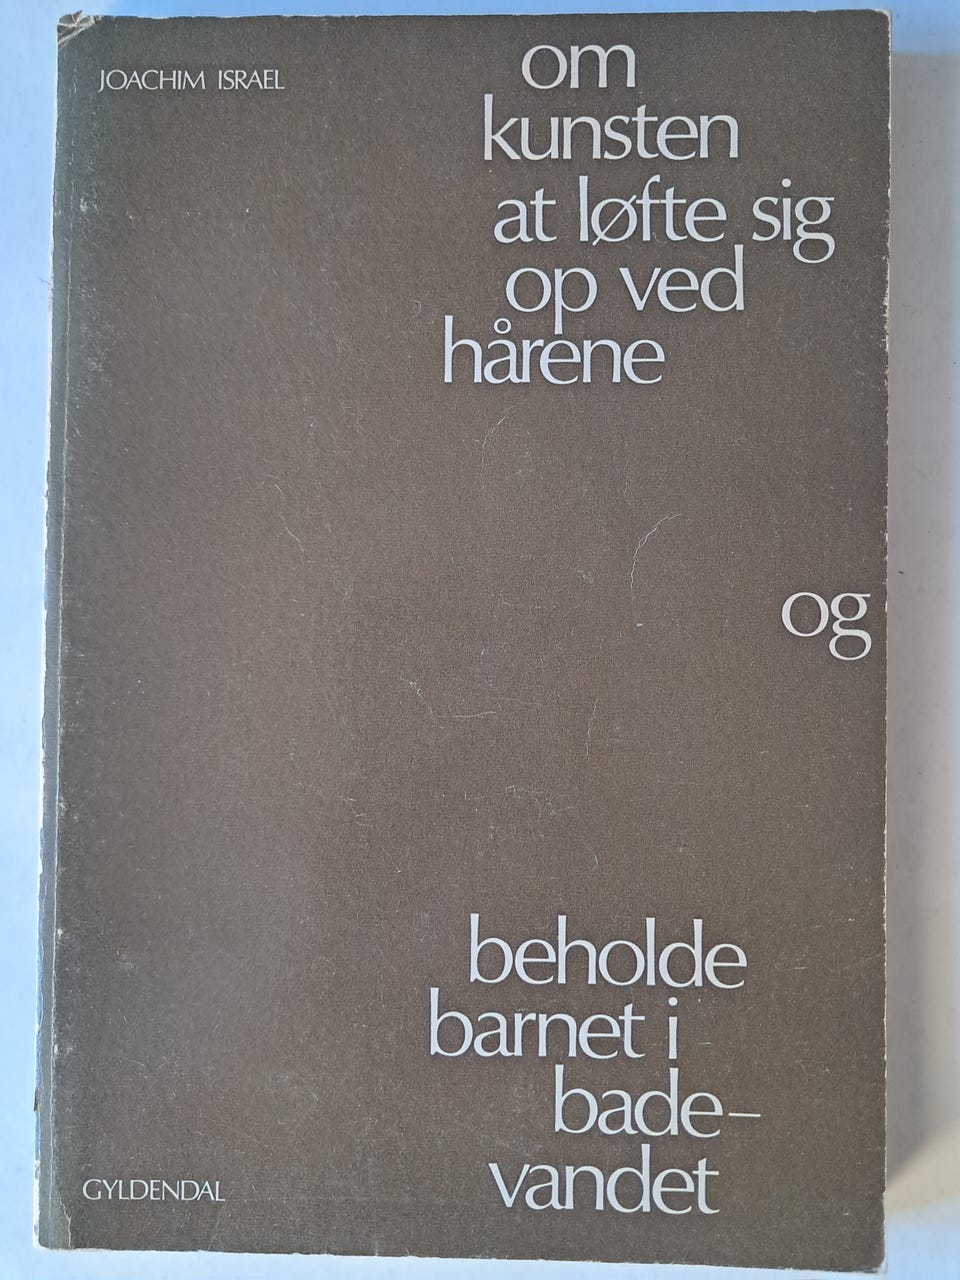 JOACHIM ISRAEL
om
kunsten
at løfte sig
op ved
hårene
og
beholde
barnet i
bade–
vandet
GYLDENDAL